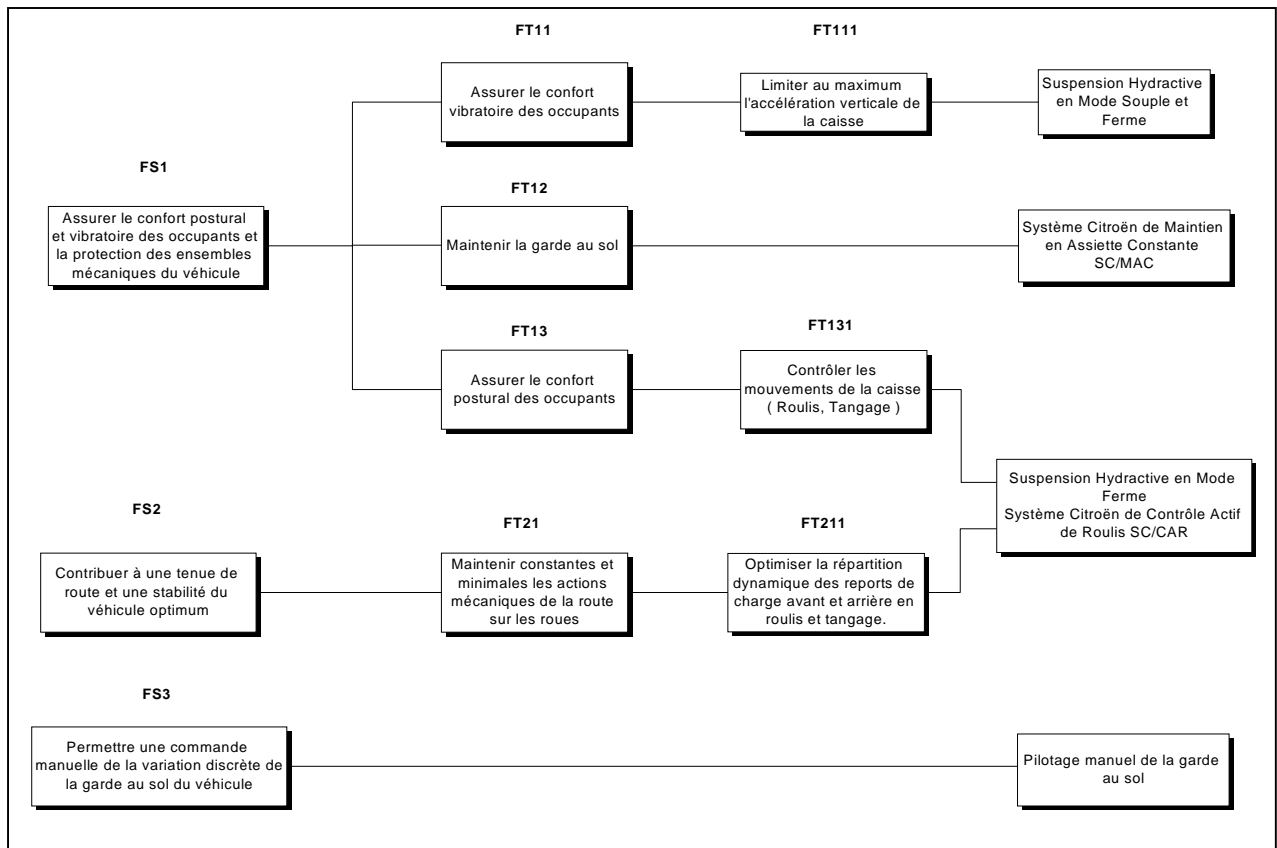 FT11
FT111
Assurer le confort
vibratoire des occupants
Limiter au maximum
l'accélération verticale de
la caisse
Suspension Hydractive
en Mode Souple et
Ferme
FS1
Assurer le confort postural
et vibratoire des occupants et
la protection des ensembles
mécaniques du véhicule
FT12
Maintenir la garde au sol
Système Citroën de Maintien
en Assiette Constante
SC/MAC
FT13
FT131
Assurer le confort
postural des occupants
Contrôler les
mouvements de la caisse
( Roulis, Tangage )
Suspension Hydractive en Mode
Ferme
Système Citroën de Contrôle Actif
de Roulis SC/CAR
FS2
FT21
FT211
Contribuer à une tenue de
route et une stabilité du
véhicule optimum
Maintenir constantes et
minimales les actions
mécaniques de la route
sur les roues
Optimiser la répartition
dynamique des reports de
charge avant et arrière en
roulis et tangage.
FS3
Permettre une commande
manuelle de la variation discrète de
la garde au sol du véhicule
Pilotage manuel de la garde
au sol